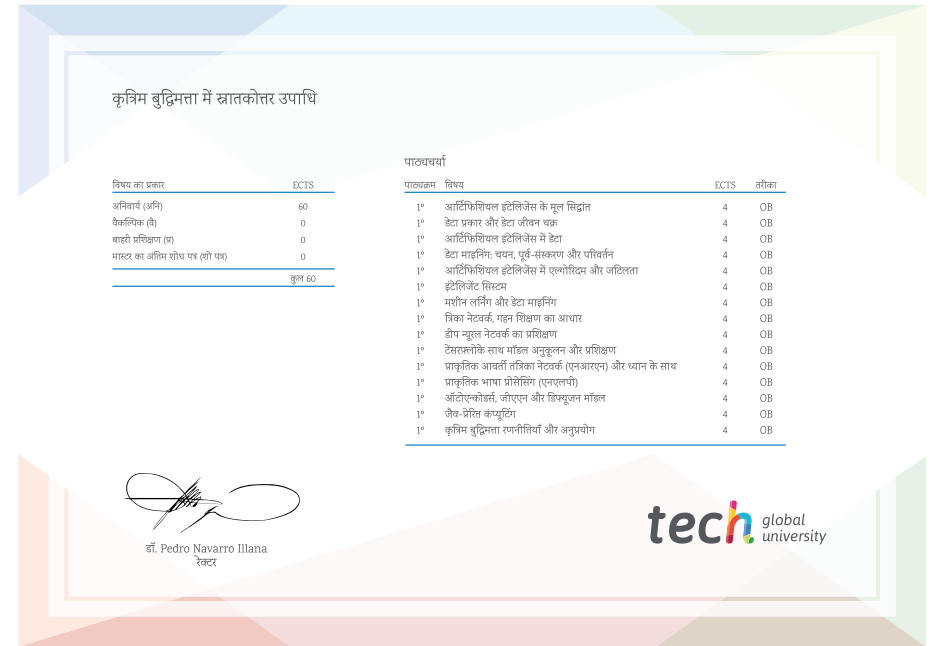 कृत्रिम बुद्धिमत्ता में स्नातकोत्तर उपाधि
विषय का प्रकार ECTS
अनिवार्य (अनि) 60
वैकल्पिक (वै) 0
बाहरी प्रशिक्षण (प्र) 0
मास्टर का अंतिम शोध पत्र (शो पत्र) 0
कुल 60
पाठ्यचर्या
पाठ्यक्रम विषय ECTS तरीका
1º आर्टिफिशियल इंटेलिजेंस के मूल सिद्धांत 4 OB
1º डेटा प्रकार और डेटा जीवन चक्र 4 OB
1º आर्टिफिशियल इंटेलिजेंस में डेटा 4 OB
1º डेटा माइनिंग: चयन, पूर्व-संस्करण और परिवर्तन 4 OB
1º आर्टिफिशियल इंटेलिजेंस में एल्गोरिदम और जटिलता 4 OB
1º इंटेलिजेंट सिस्टम 4 OB
1º मशीन लर्निंग और डेटा माइनिंग 4 OB
1º त्रिका नेटवर्क, गहन शिक्षण का आधार 4 OB
1º डीप न्यूरल नेटवर्क का प्रशिक्षण 4 OB
1º टेंसरफ़्लोके साथ मॉडल अनुकूलन और प्रशिक्षण 4 OB
1º प्राकृतिक आवर्ती तंत्रिका नेटवर्क (एनआरएन) और ध्यान के साथ 4 OB
1º प्राकृतिक भाषा प्रोसेसिंग (एनएलपी) 4 OB
1º ऑटोएन्कोडर्स, जीएएन और डिफ्यूजन मॉडल 4 OB
1º जैव-प्रेरित कंप्यूटिंग 4 OB
1º कृत्रिम बुद्धिमत्ता रणनीतियाँ और अनुप्रयोग 4 OB
डॉ. Pedro Navarro Illana
रेक्टर
tech global
university